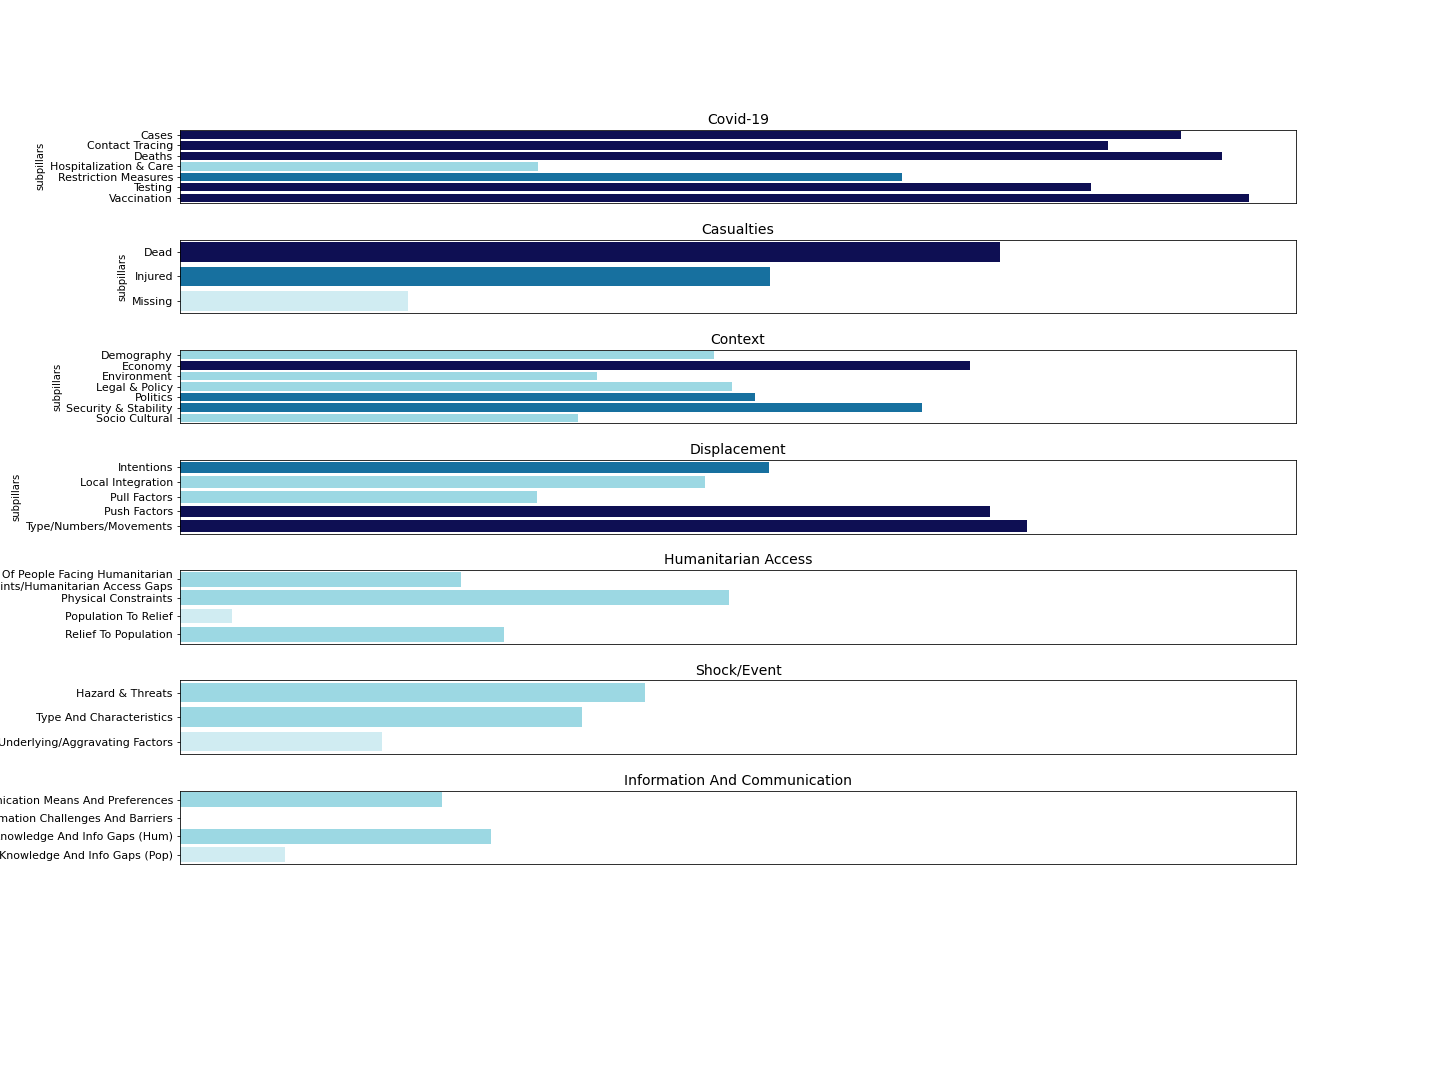 Covid-19
subpillars
Cases
Contact Tracing
Deaths
Hospitalization & Care
Restriction Measures
Testing
Vaccination
Casualties
subpillars
Dead
Injured
Missing
Context
subpillars
Demography
Economy
Environment
Legal & Policy
Politics
Security & Stability
Socio Cultural
Displacement
subpillars
Intentions
Local Integration
Pull Factors
Push Factors
Type/Numbers/Movements
Humanitarian Access
Of People Facing Humanitarian
ints/Humanitarian Access Gaps
Physical Constraints
Population To Relief
Relief To Population
Shock/Event
Hazard & Threats
Type And Characteristics
Underlying/Aggravating Factors
Information And Communication
ication Means And Preferences
mation Challenges And Barriers
nowledge And Info Gaps (Hum)
Knowledge And Info Gaps (Pop)